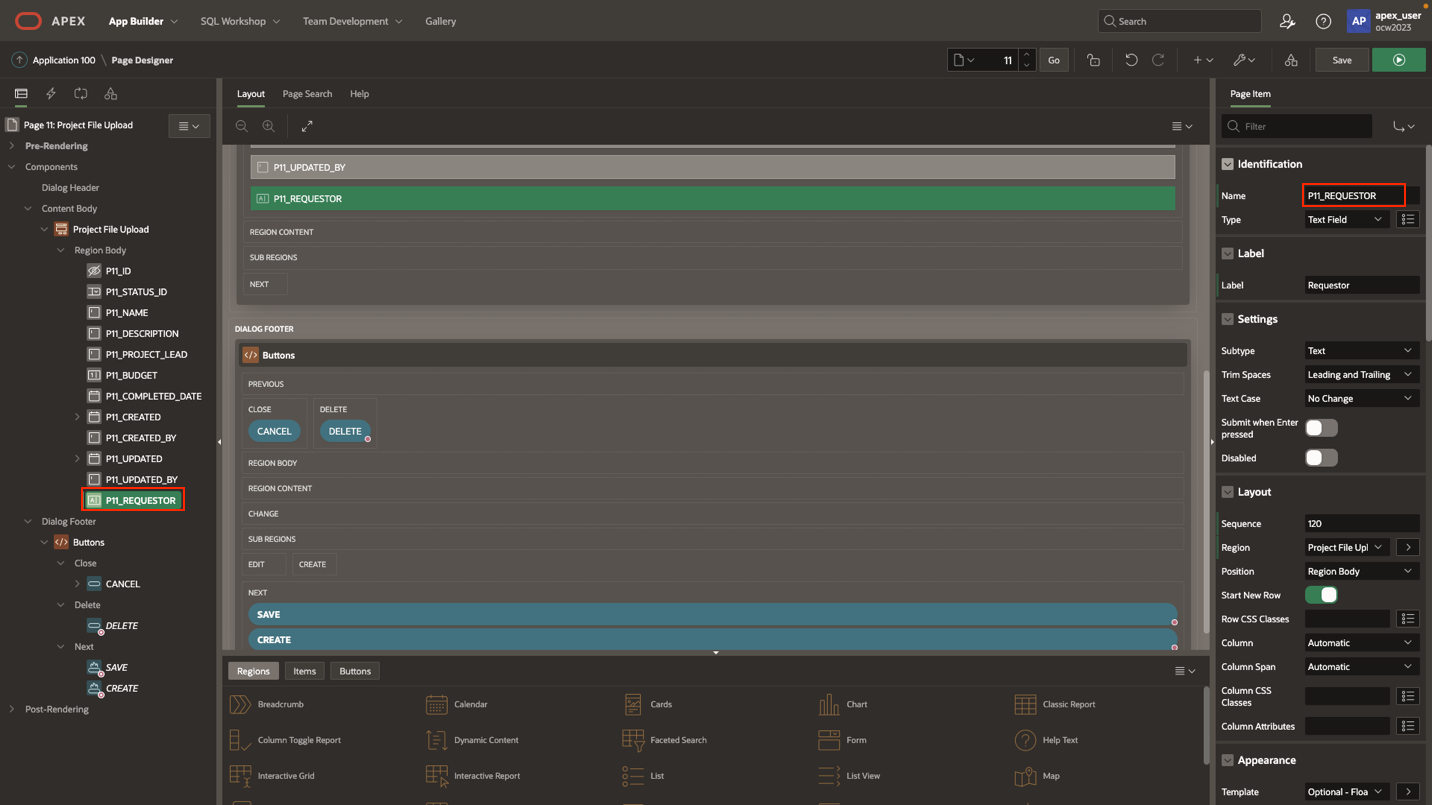 APEX
App Builder
SQL Workshop
Team Development
Gallery
Search
AP
apex_user
ocw2023
Application 100 \ Page Designer
11
Go
Save
Page 11: Project File Upload
Pre-Rendering
Components
Dialog Header
Content Body
Project File Upload
Region Body
P11_ID
P11_STATUS_ID
P11_NAME
P11_DESCRIPTION
P11_PROJECT_LEAD
P11_BUDGET
P11_COMPLETED_DATE
P11_CREATED
P11_CREATED_BY
P11_UPDATED
P11_UPDATED_BY
P11_REQUESTOR
Dialog Footer
Buttons
Close
CANCEL
Delete
DELETE
Next
SAVE
CREATE
Post-Rendering
Layout
Page Search
Help
P11_UPDATED_BY
P11_REQUESTOR
REGION CONTENT
SUB REGIONS
NEXT
DIALOG FOOTER
Buttons
PREVIOUS
CLOSE
DELETE
CANCEL
DELETE
REGION BODY
REGION CONTENT
CHANGE
SUB REGIONS
EDIT
CREATE
NEXT
SAVE
CREATE
Regions
Items
Buttons
Breadcrumb
Calendar
Cards
Chart
Classic Report
Column Toggle Report
Dynamic Content
Faceted Search
Form
Help Text
Interactive Grid
Interactive Report
List
List View
Map
Page Item
Filter
Identification
Name
P11_REQUESTOR
Type
Text Field
Label
Label
Requestor
Settings
Subtype
Text
Trim Spaces
Leading and Trailing
Text Case
No Change
Submit when Enter
pressed
Disabled
Layout
Sequence
120
Region
Project File Upl
Position
Region Body
Start New Row
Row CSS Classes
Column
Automatic
Column Span
Automatic
Column CSS
Classes
Column Attributes
Appearance
Template
Optional - Floa